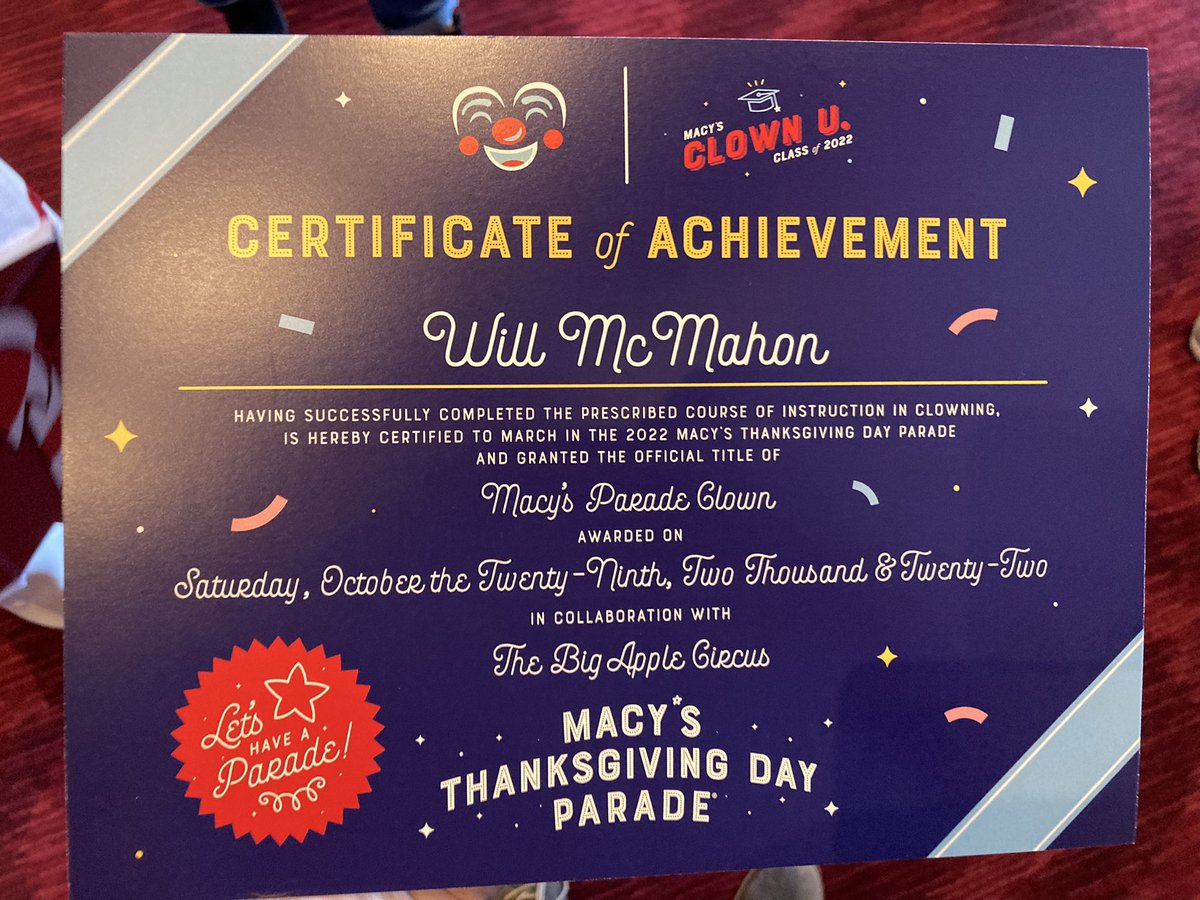 MACY'S
CLOWN U.
CLASS of 2022
CERTIFICATE of ACHIEVEMENT
Will McMahon
HAVING SUCCESSFULLY COMPLETED THE PRESCRIBED COURSE OF INSTRUCTION IN CLOWNING,
IS HEREBY CERTIFIED TO MARCH IN THE 2022 MACY'S THANKSGIVING DAY PARADE
AND GRANTED THE OFFICIAL TITLE OF
Macy's Parade Clown
AWARDED ON
Saturday, October the Twenty-Ninth, Two Thousand & Twenty-Two
IN COLLABORATION WITH
The Big Apple Circus
Let's
HAVE A
Parade!
MACY'S
THANKSGIVING DAY
PARADE®